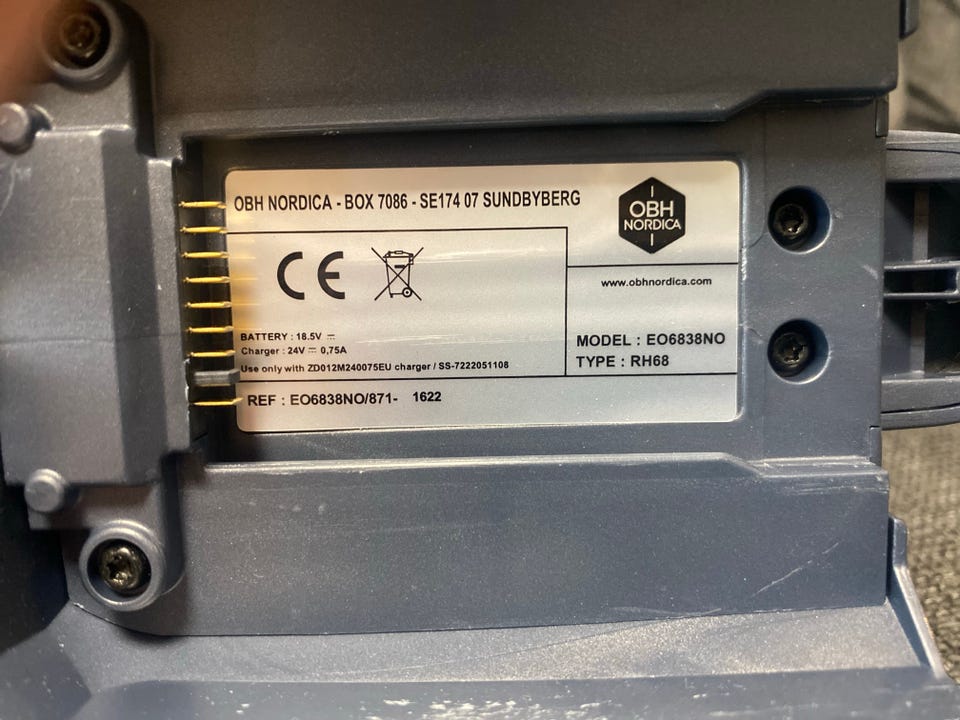 OBH NORDICA - BOX 7086 - SE174 07 SUNDBYBERG
OBH
NORDICA
CE
www.obhnordica.com
BATTERY : 18.5V ⎓
Charger : 24V ⎓ 0,75A
Use only with ZD012M240075EU charger / SS-7222051108
MODEL : EO6838NO
TYPE : RH68
REF : EO6838NO/871- 1622